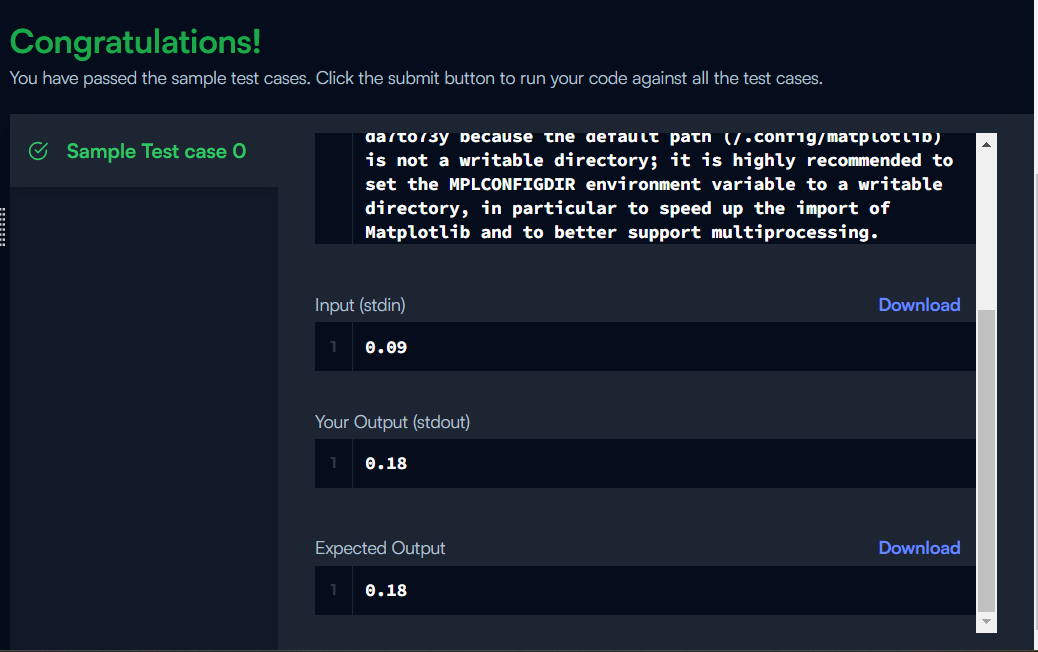 Congratulations!
You have passed the sample test cases. Click the submit button to run your code against all the test cases.
Sample Test case 0
da7to73y because the default path (/.config/matplotlib)
is not a writable directory; it is highly recommended to
set the MPLCONFIGDIR environment variable to a writable
directory, in particular to speed up the import of
Matplotlib and to better support multiprocessing.
Input (stdin)
Download
1 0.09
Your Output (stdout)
1 0.18
Expected Output
Download
1 0.18